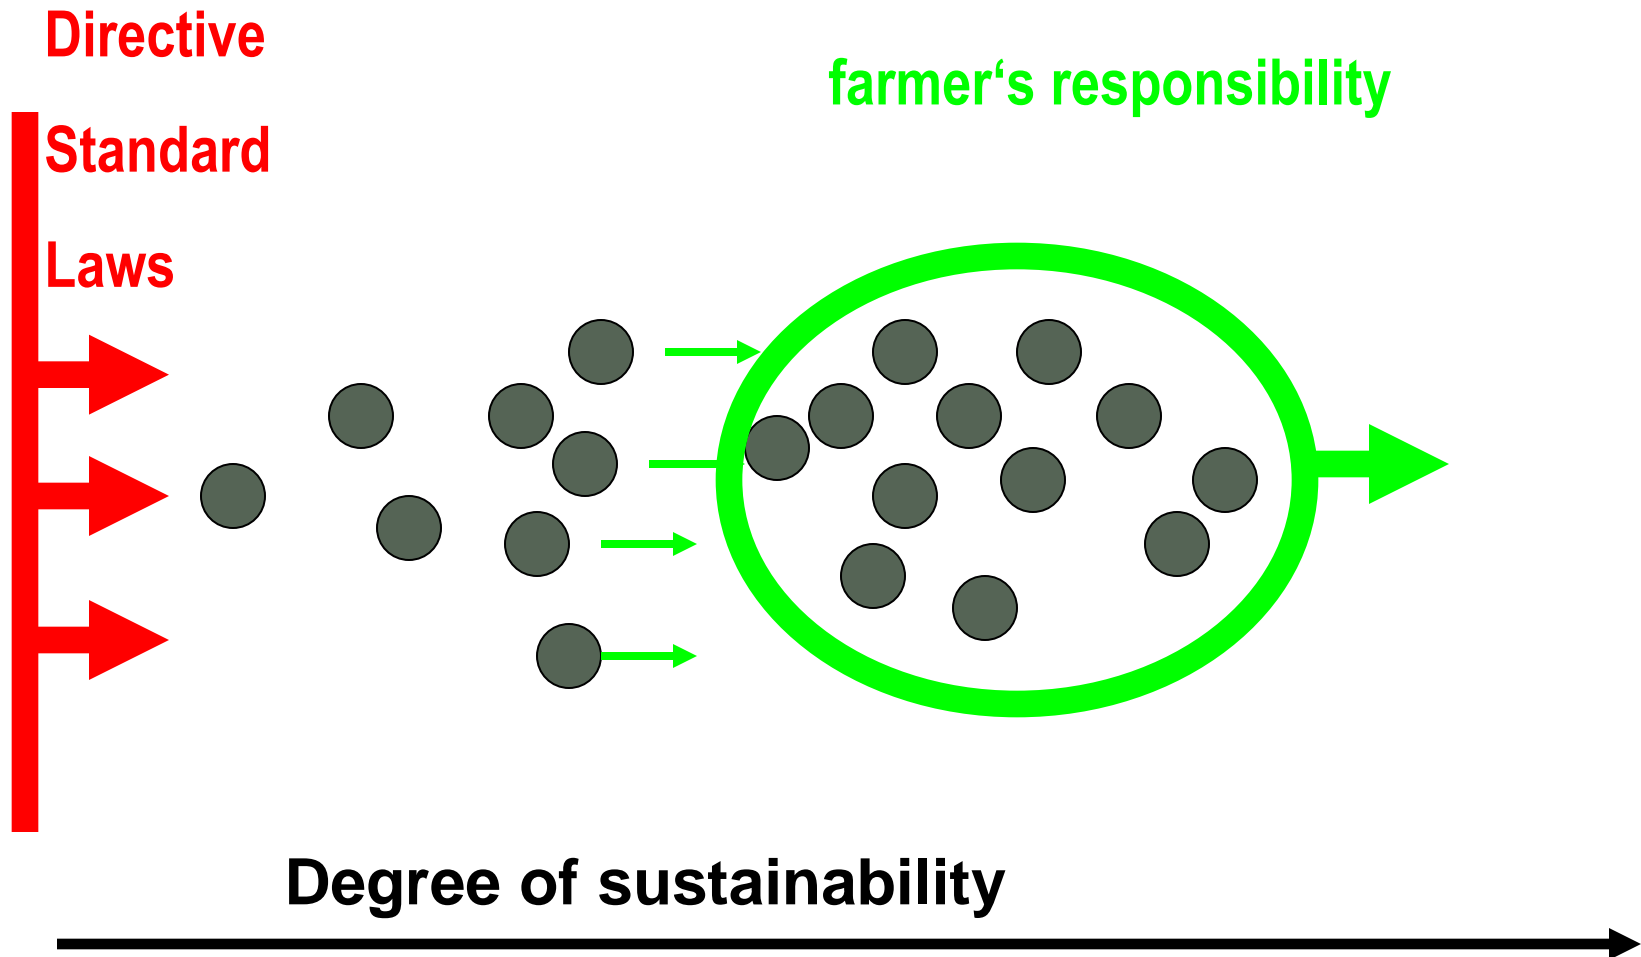 Directive
farmer‘s responsibility
Standard
Laws
Degree of sustainability